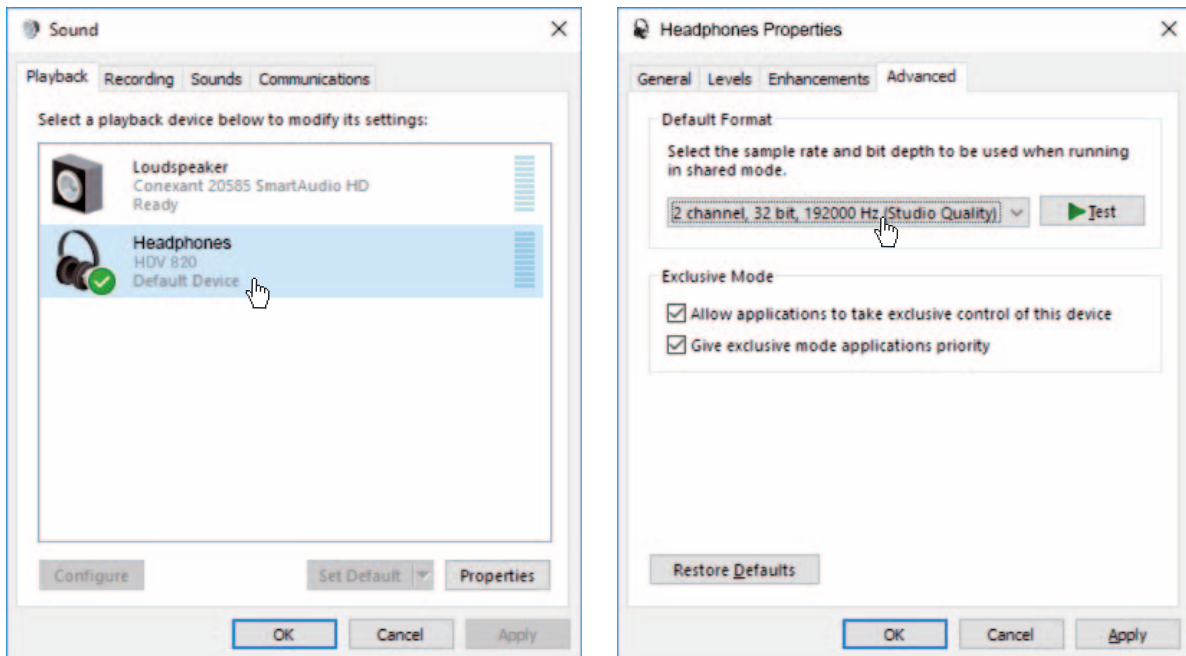 Sound
Playback Recording Sounds Communications
Select a playback device below to modify its settings:
Loudspeaker
Conexant 20585 SmartAudio HD
Ready
Headphones
HDV 820
Default Device
Configure Set Default Properties
OK Cancel Apply
Headphones Properties
General Levels Enhancements Advanced
Default Format
Select the sample rate and bit depth to be used when running
in shared mode.
2 channel, 32 bit, 192000 Hz (Studio Quality) Test
Exclusive Mode
Allow applications to take exclusive control of this device
Give exclusive mode applications priority
Restore Defaults
OK Cancel Apply